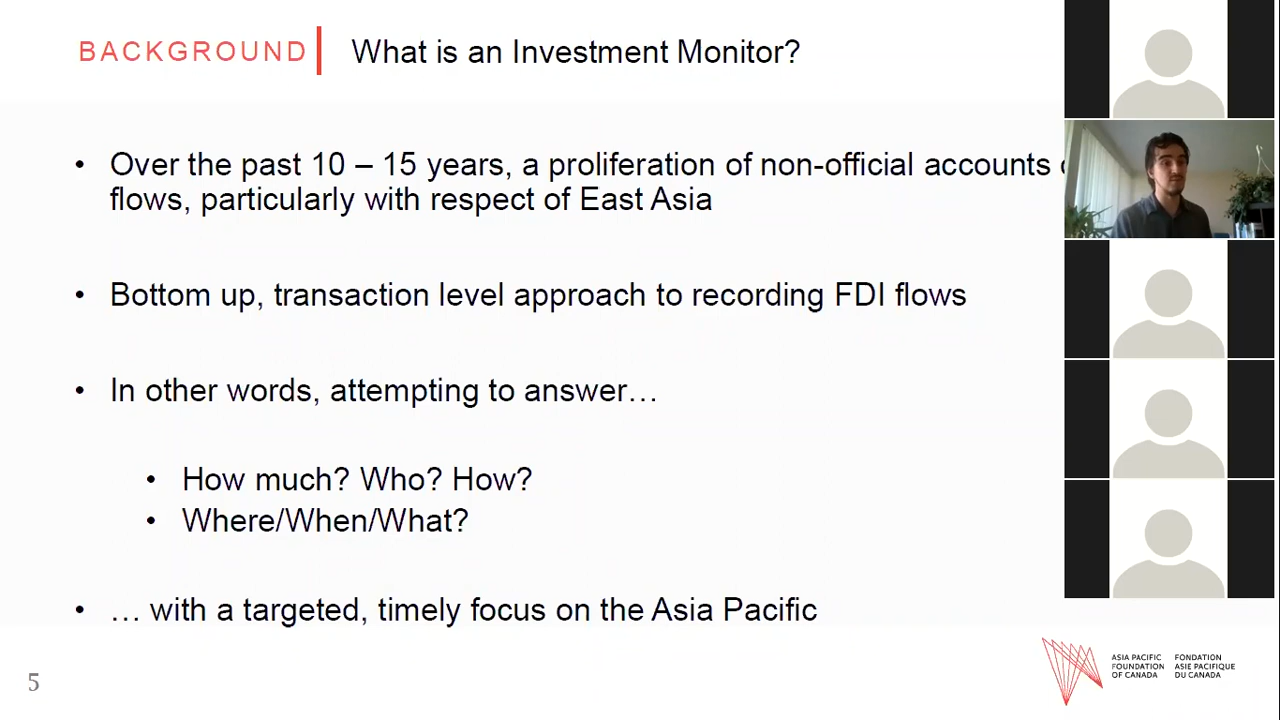 BACKGROUND What is an Investment Monitor?
• Over the past 10 – 15 years, a proliferation of non-official accounts
flows, particularly with respect of East Asia
• Bottom up, transaction level approach to recording FDI flows
• In other words, attempting to answer…
• How much? Who? How?
• Where/When/What?
• … with a targeted, timely focus on the Asia Pacific
ASIA PACIFIC FONDATION
FOUNDATION ASIE PACIFIQUE
OF CANADA DU CANADA
5